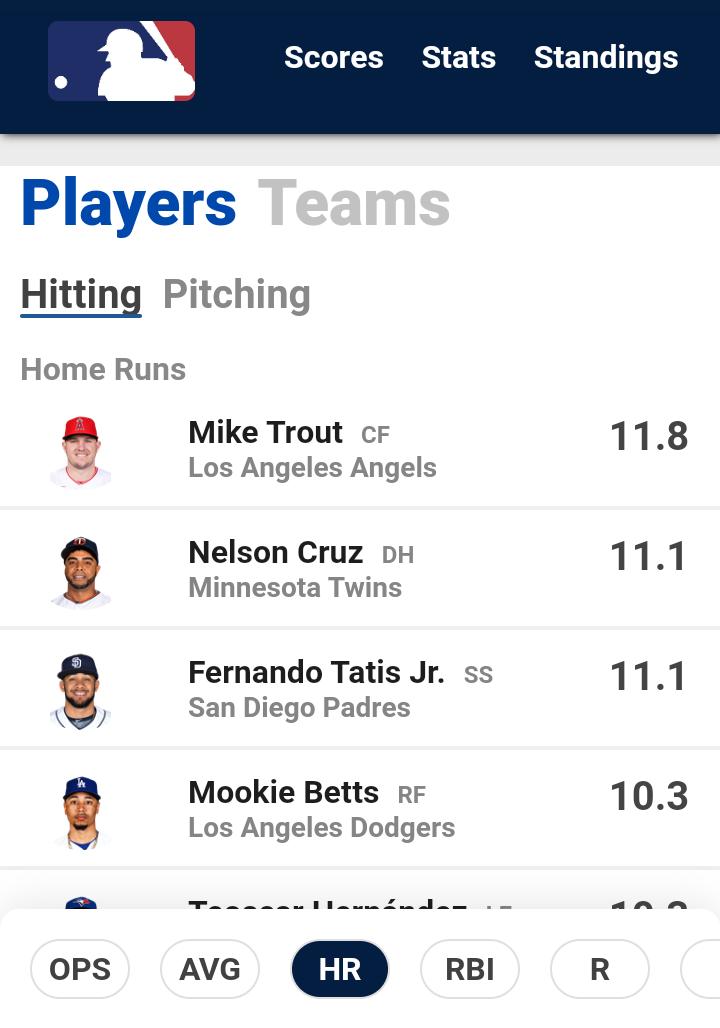 Scores Stats Standings
Players Teams
Hitting Pitching
Home Runs
Mike Trout CF 11.8
Los Angeles Angels
Nelson Cruz DH 11.1
Minnesota Twins
Fernando Tatis Jr. SS 11.1
San Diego Padres
Mookie Betts RF 10.3
Los Angeles Dodgers
Teoscar Hernández
OPS AVG HR RBI R